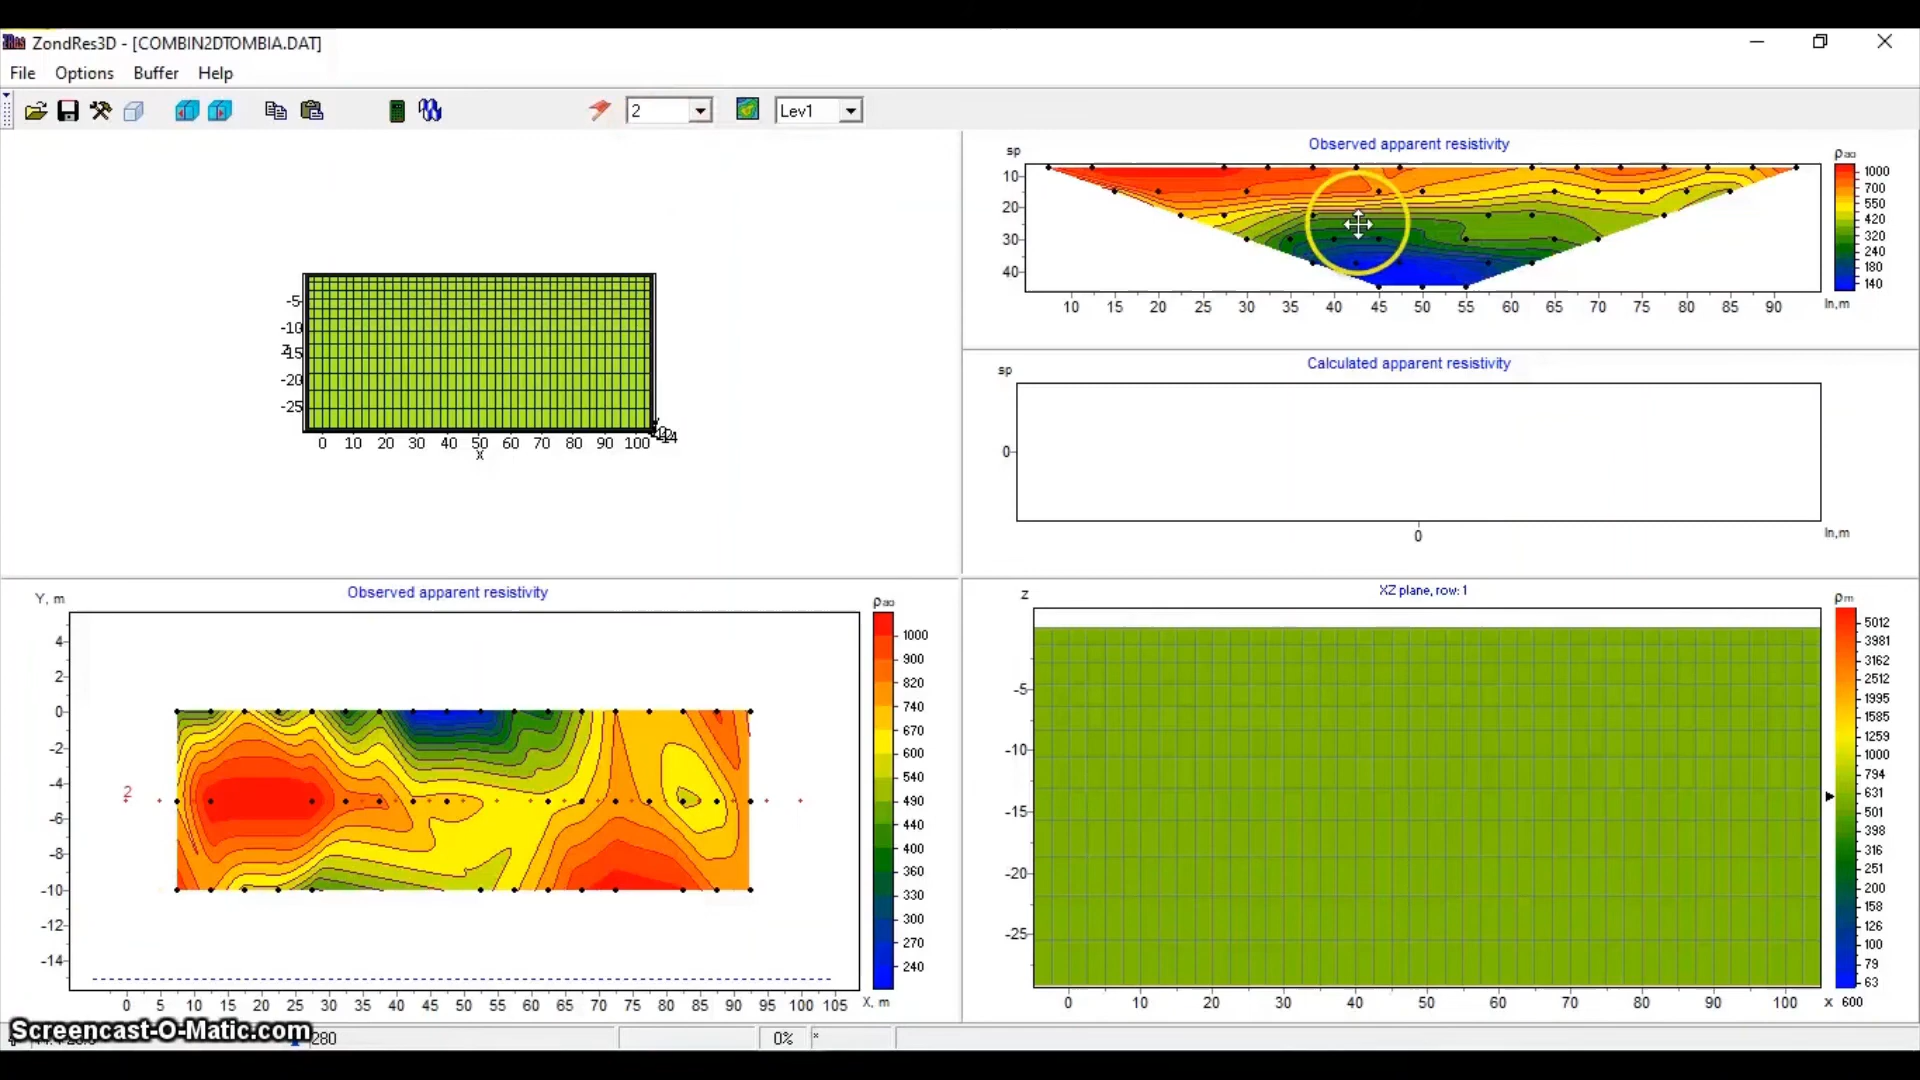 ZondRes3D - [COMBIN2DTOMBIA.DAT]
File Options Buffer Help
2 Lev1
-5
-10
z
-15
-20
-25
0 10 20 30 40 50 60 70 80 90 100
x
Observed apparent resistivity
sp
10
20
30
40
10 15 20 25 30 35 40 45 50 55 60 65 70 75 80 85 90
ρao
1000
700
550
420
320
240
180
140
ln,m
Calculated apparent resistivity
sp
0
0
ln,m
Observed apparent resistivity
Y, m
4
2
0
-2
-4
-6
-8
-10
-12
-14
2
0 5 10 15 20 25 30 35 40 45 50 55 60 65 70 75 80 85 90 95 100 105
X, m
ρao
1000
900
820
740
670
600
540
490
440
400
360
330
300
270
240
XZ plane, row: 1
z
-5
-10
-15
-20
-25
0 10 20 30 40 50 60 70 80 90 100
x 600
ρm
5012
3981
3162
2512
1995
1585
1259
1000
794
631
501
398
316
251
200
158
126
100
79
63
Screencast-O-Matic.com
280
0%
*